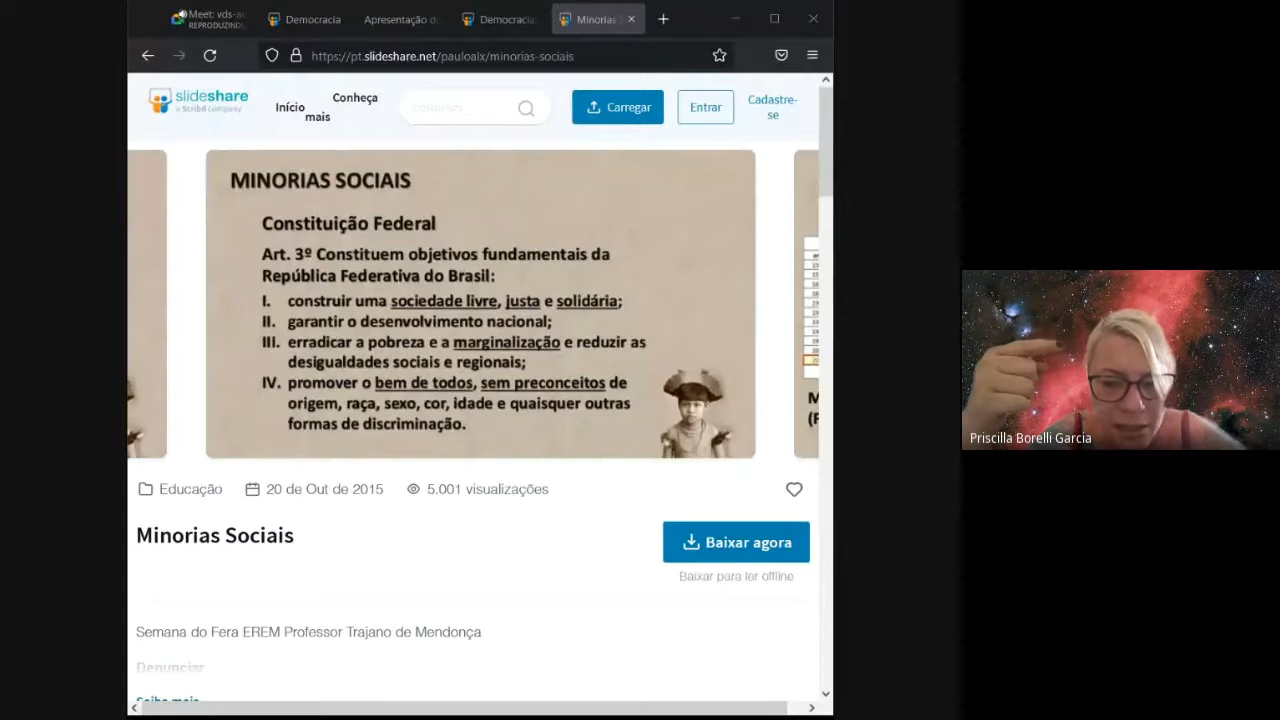 Meet: vds-a
REPRODUZIND
Democracia
Apresentação d
Democracia
Minorias
https://pt.slideshare.net/pauloalx/minorias-sociais
slideshare
a Scribd company
Início
Conheça
mais
Carregar
Entrar
Cadastre-
se
MINORIAS SOCIAIS
Constituição Federal
Art. 3º Constituem objetivos fundamentais da
República Federativa do Brasil:
I. construir uma sociedade livre, justa e solidária;
II. garantir o desenvolvimento nacional;
III. erradicar a pobreza e a marginalização e reduzir as
desigualdades sociais e regionais;
IV. promover o bem de todos, sem preconceitos de
origem, raça, sexo, cor, idade e quaisquer outras
formas de discriminação.
M
(F
Educação
20 de Out de 2015
5.001 visualizações
Minorias Sociais
Baixar agora
Baixar para ler offline
Semana do Fera EREM Professor Trajano de Mendonça
Denunciar
Saiba mais
Priscilla Borelli Garcia